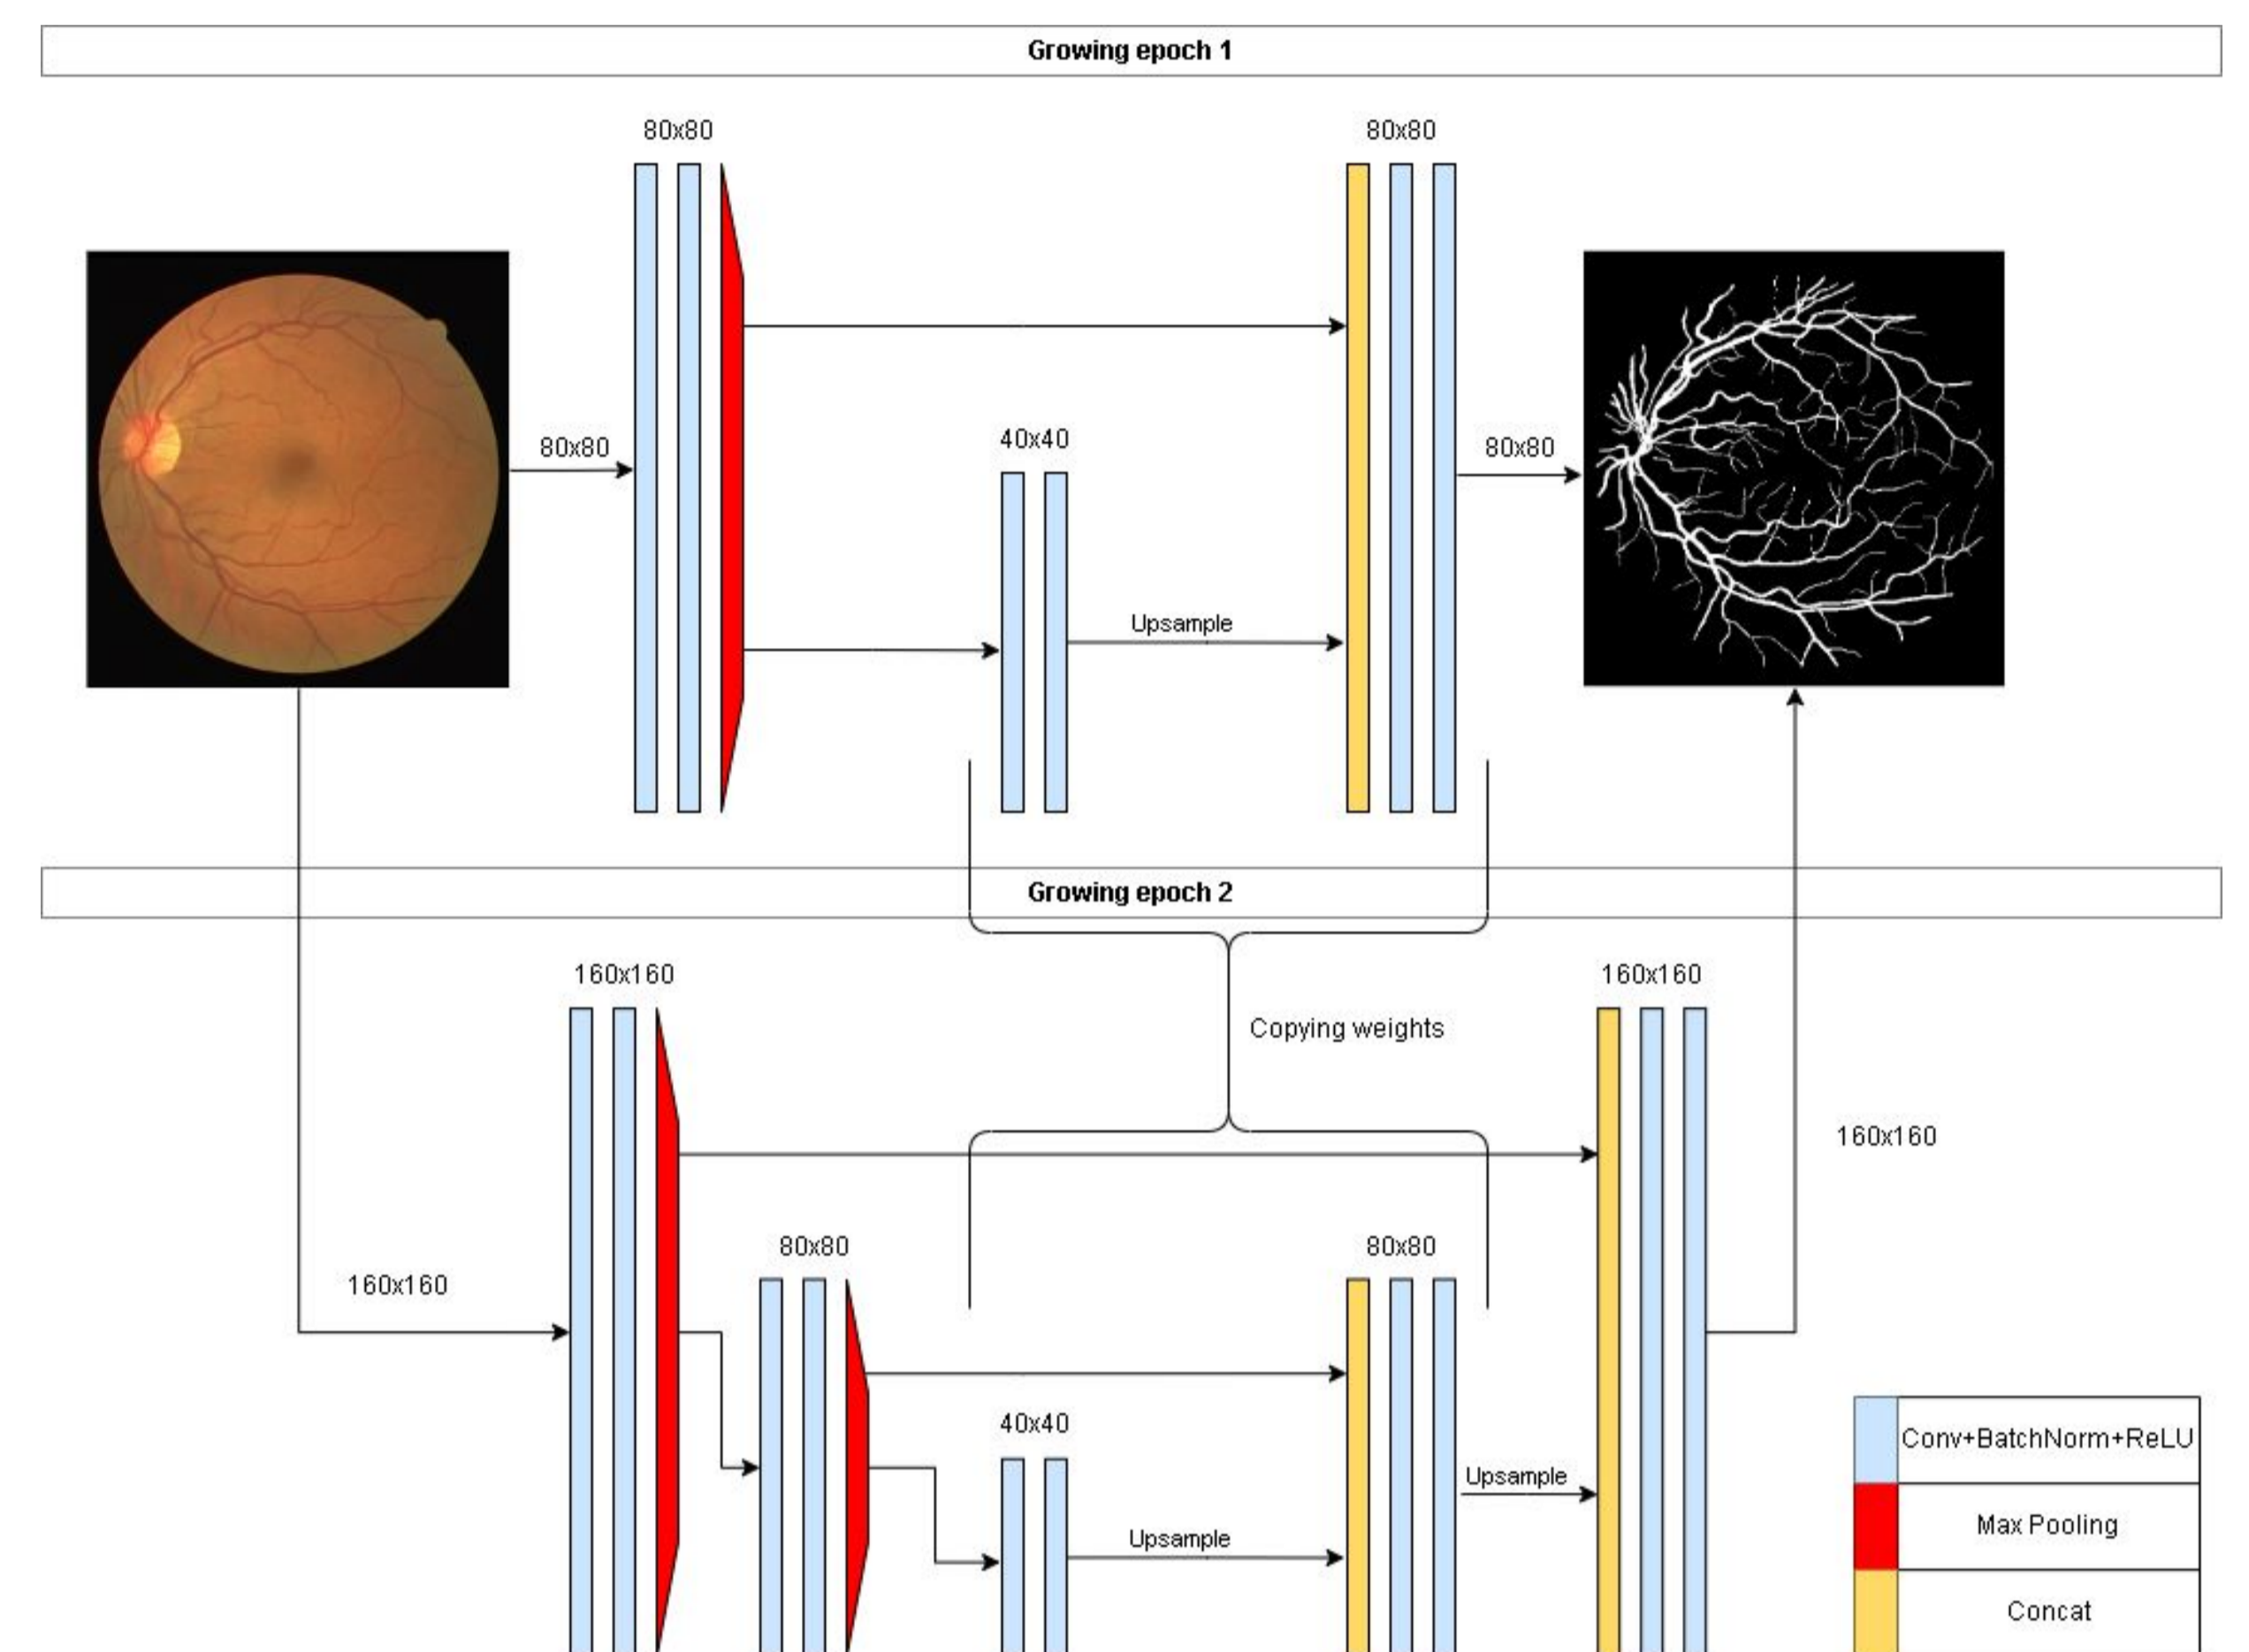 Growing epoch 1
80x80
80x80
40x40
80x80
80x80
Upsample
Growing epoch 2
160x160
160x160
Copying weights
160x160
80x80
80x80
160x160
40x40
Conv+BatchNorm+ReLU
Upsample
Max Pooling
Upsample
Concat